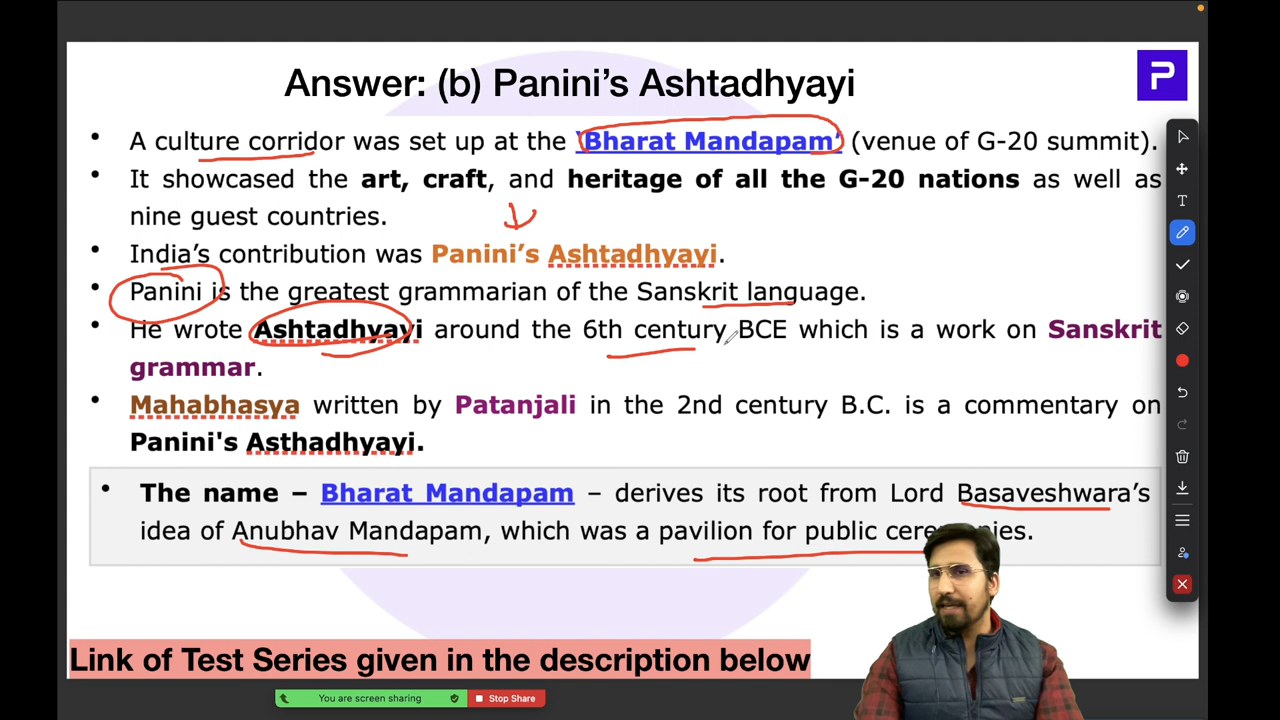 Answer: (b) Panini’s Ashtadhyayi
P
• A culture corridor was set up at the ‘Bharat Mandapam’ (venue of G-20 summit).
• It showcased the art, craft, and heritage of all the G-20 nations as well as
nine guest countries.
• India’s contribution was Panini’s Ashtadhyayi.
• Panini is the greatest grammarian of the Sanskrit language.
• He wrote Ashtadhyayi around the 6th century BCE which is a work on Sanskrit
grammar.
• Mahabhasya written by Patanjali in the 2nd century B.C. is a commentary on
Panini's Asthadhyayi.
• The name – Bharat Mandapam – derives its root from Lord Basaveshwara’s
idea of Anubhav Mandapam, which was a pavilion for public ceremonies.
Link of Test Series given in the description below
You are screen sharing Stop Share
T